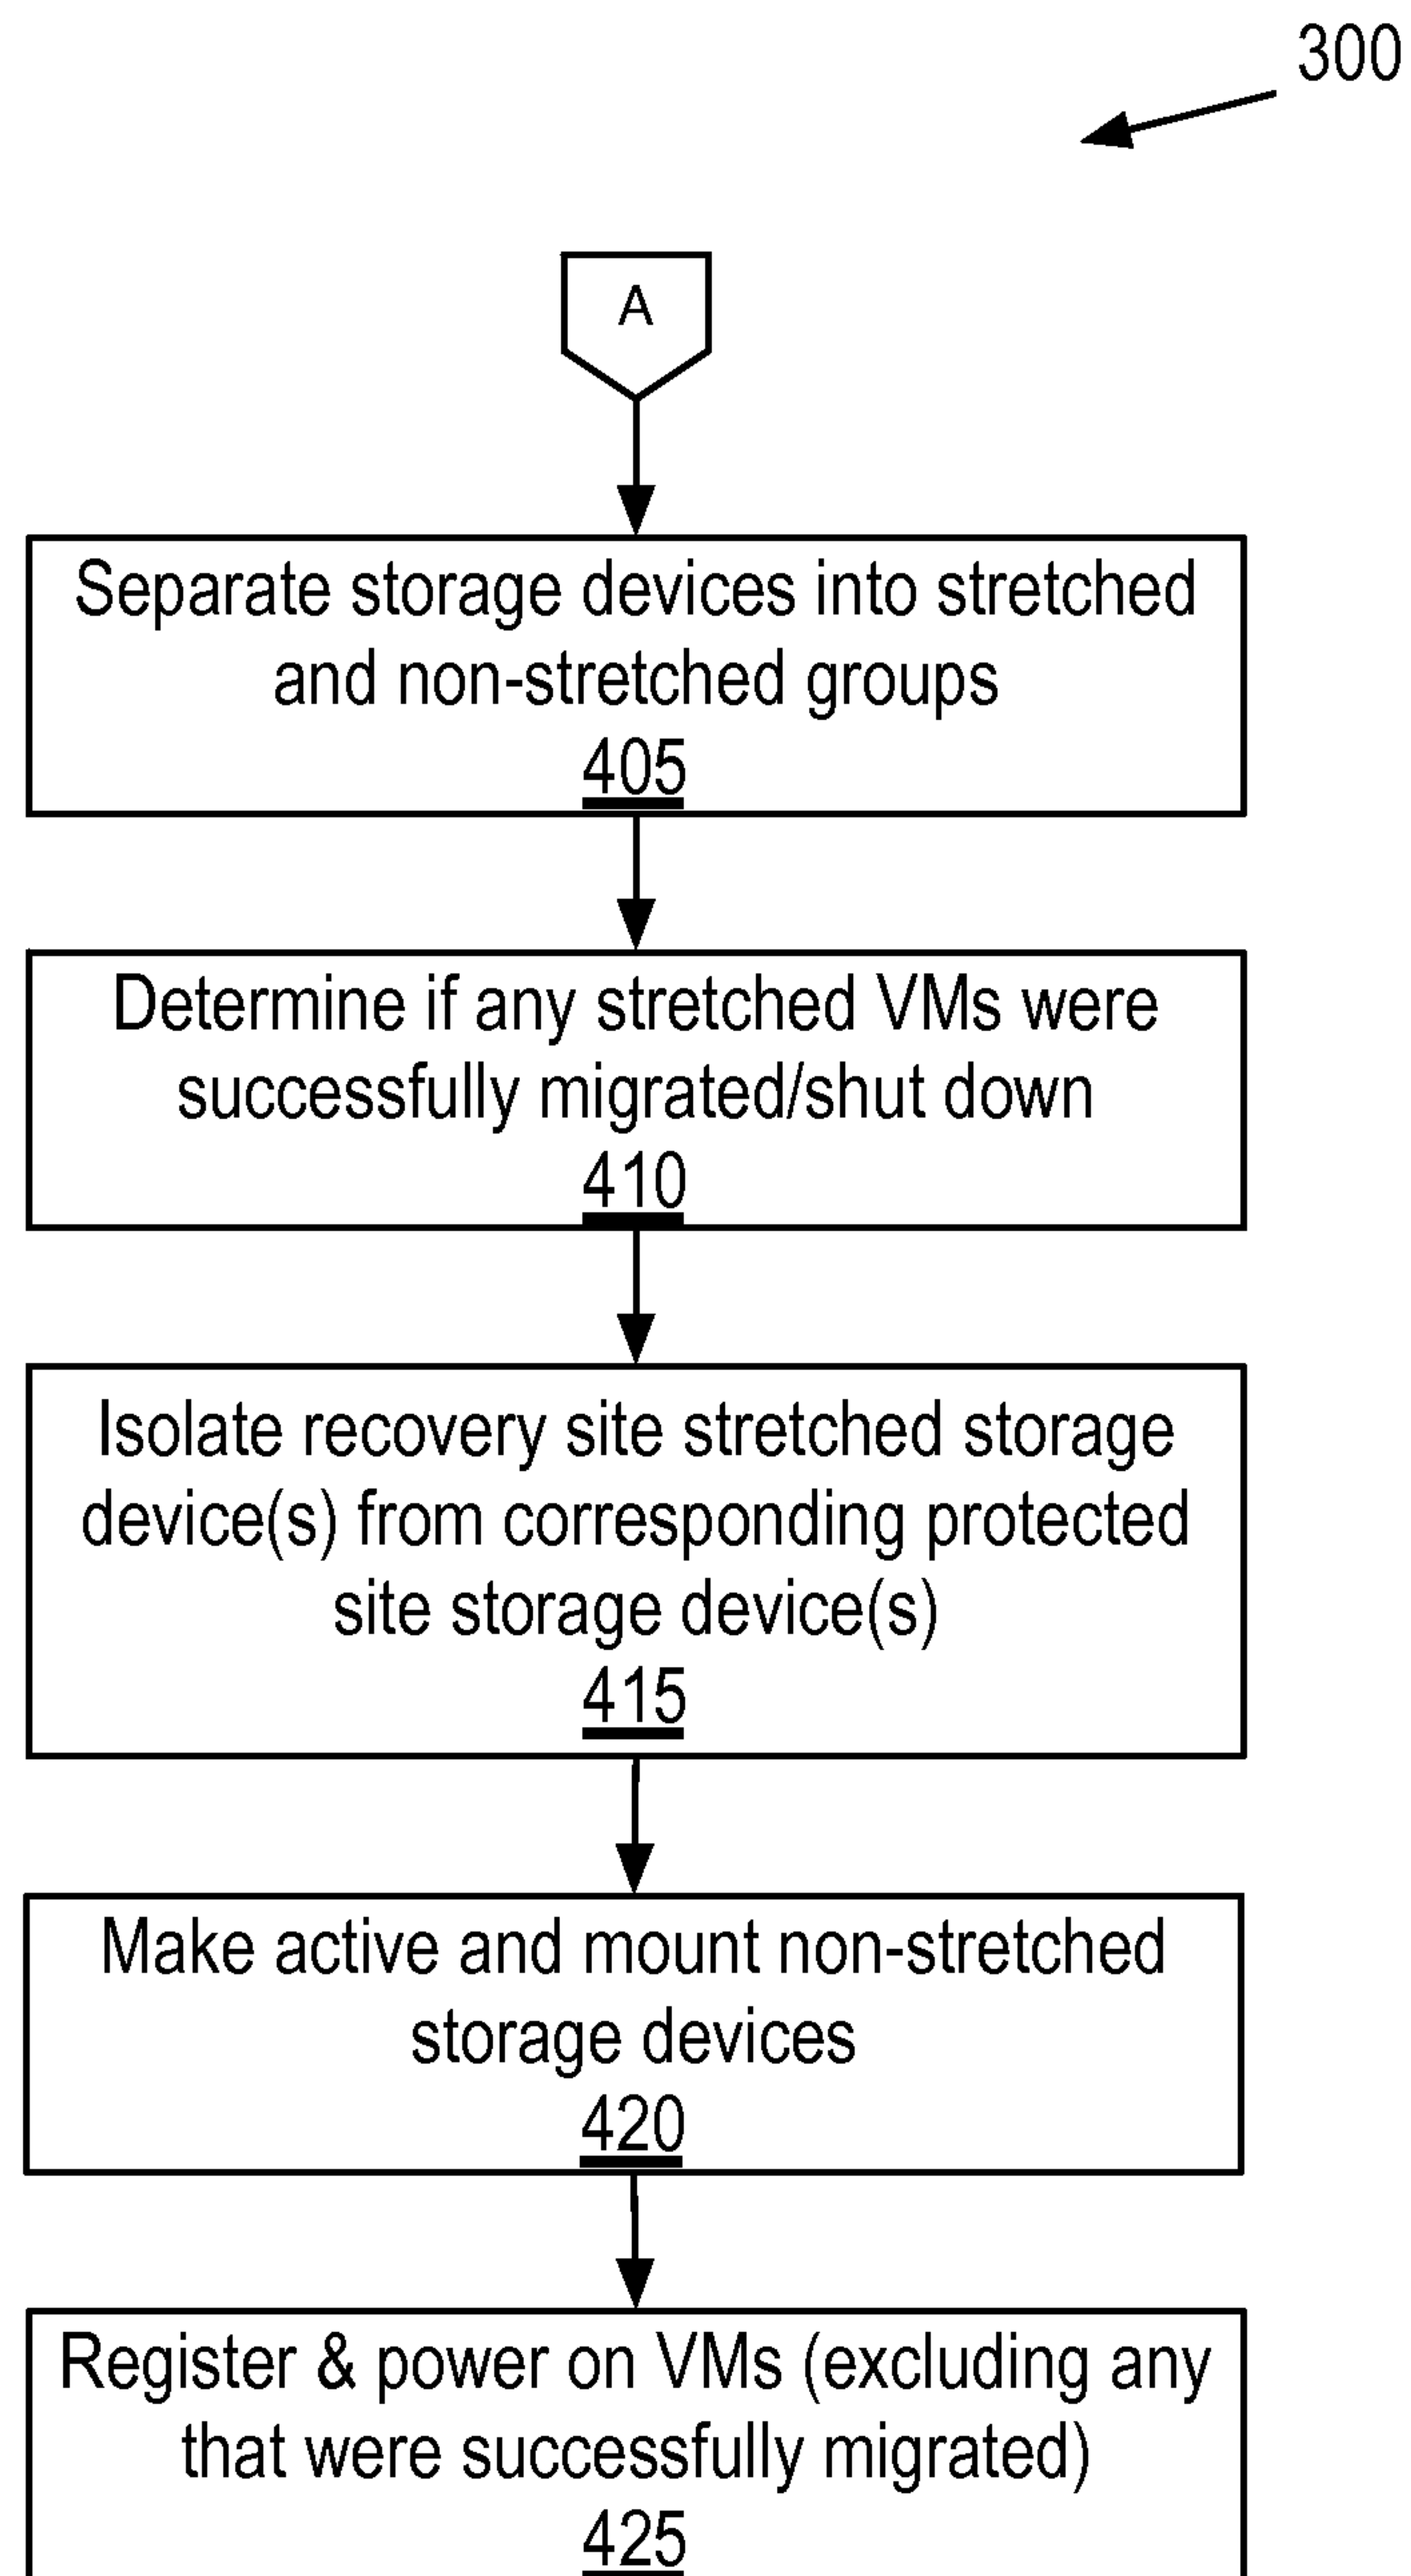 300
A
Separate storage devices into stretched
and non-stretched groups
405
Determine if any stretched VMs were
successfully migrated/shut down
410
Isolate recovery site stretched storage
device(s) from corresponding protected
site storage device(s)
415
Make active and mount non-stretched
storage devices
420
Register & power on VMs (excluding any
that were successfully migrated)
425